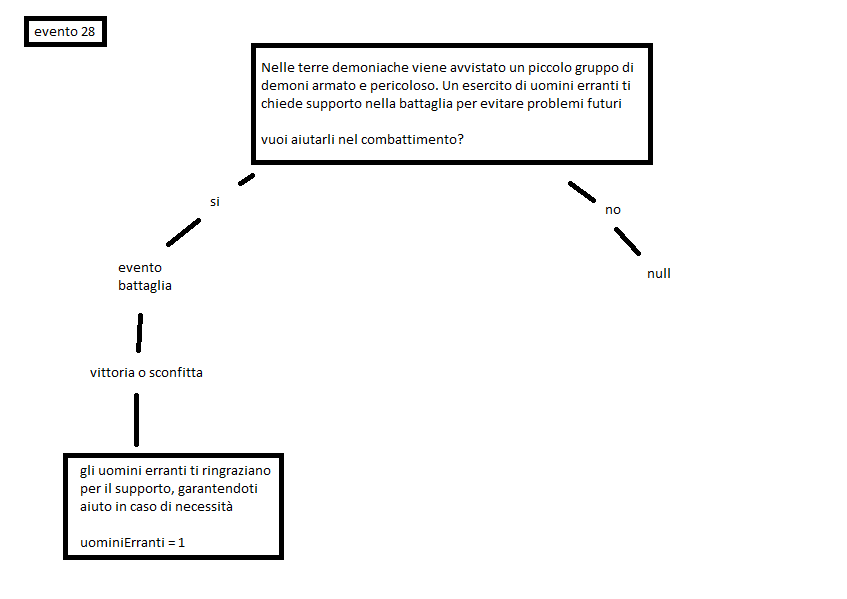 evento 28
Nelle terre demoniache viene avvistato un piccolo gruppo di
demoni armato e pericoloso. Un esercito di uomini erranti ti
chiede supporto nella battaglia per evitare problemi futuri
vuoi aiutarli nel combattimento?
si
no
evento
battaglia
null
vittoria o sconfitta
gli uomini erranti ti ringraziano
per il supporto, garantendoti
aiuto in caso di necessità
uominiErranti = 1